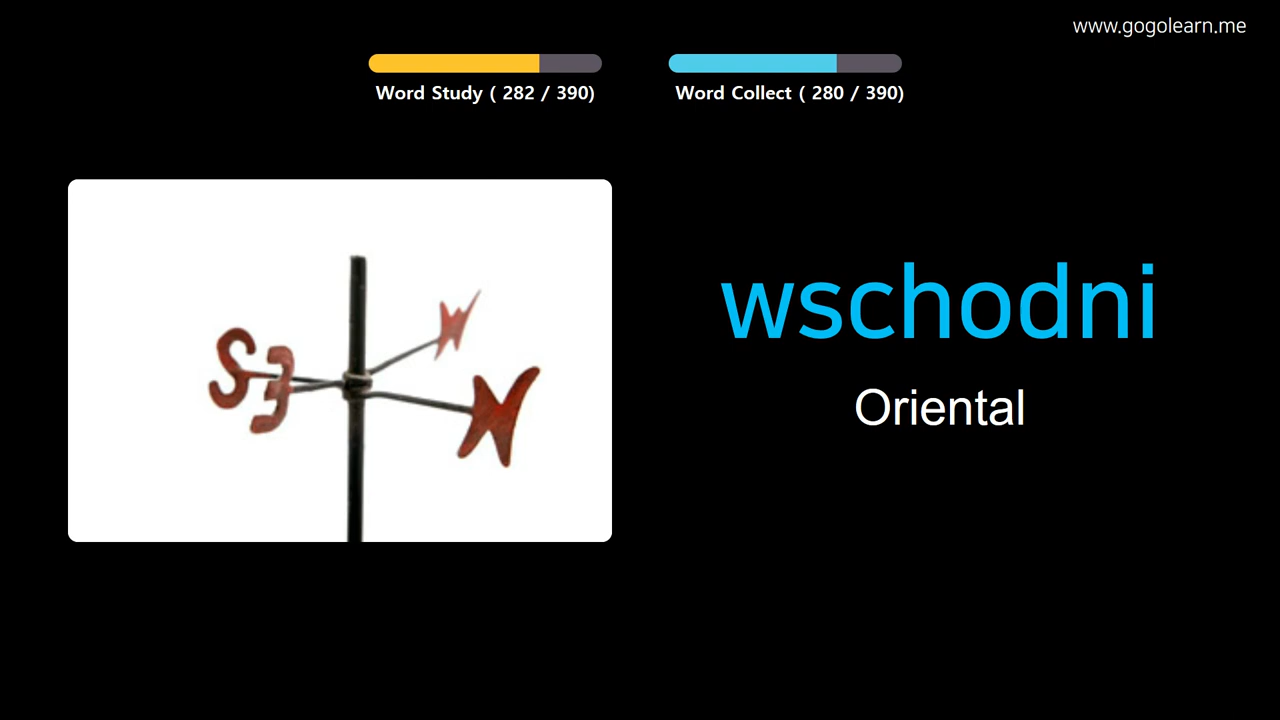 www.gogolearn.me
Word Study ( 282 / 390)
Word Collect ( 280 / 390)
S
E
N
N
wschodni
Oriental